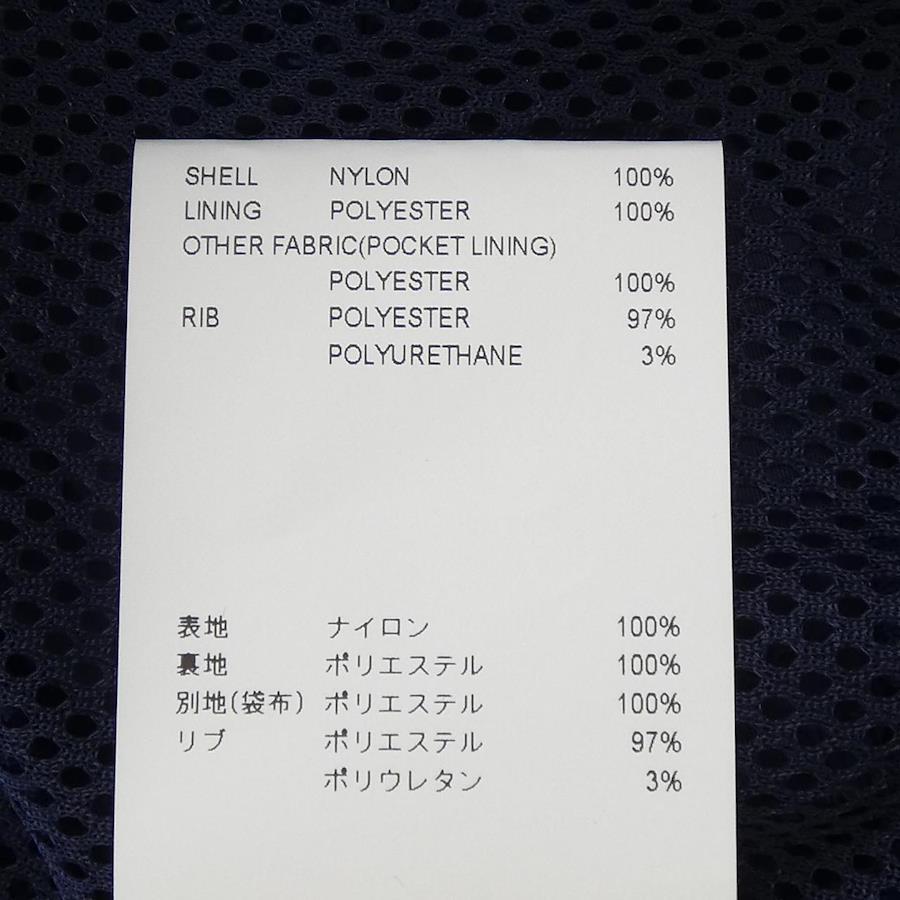 SHELL NYLON 100%
LINING POLYESTER 100%
OTHER FABRIC(POCKET LINING)
POLYESTER 100%
RIB POLYESTER 97%
POLYURETHANE 3%
表地 ナイロン 100%
裏地 ポリエステル 100%
別地(袋布) ポリエステル 100%
リブ ポリエステル 97%
ポリウレタン 3%